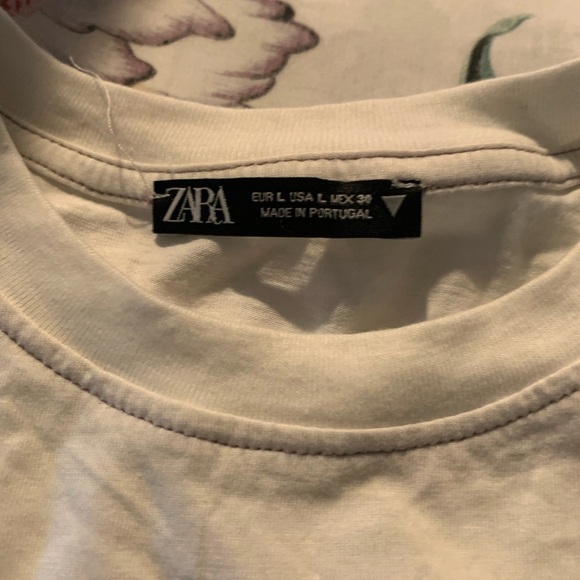 ZARA
EUR L USA L MEX 30
MADE IN PORTUGAL